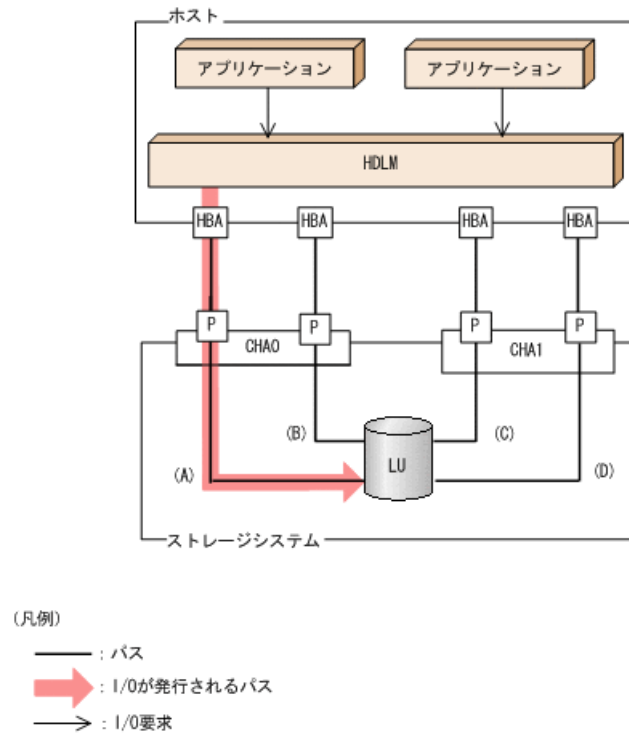 ホスト
アプリケーション
アプリケーション
HDLM
HBA
HBA
HBA
HBA
P
P
P
P
CHA0
CHA1
(B)
(C)
(A)
LU
(D)
ストレージシステム
(凡例)
：パス
：I/Oが発行されるパス
：I/O要求